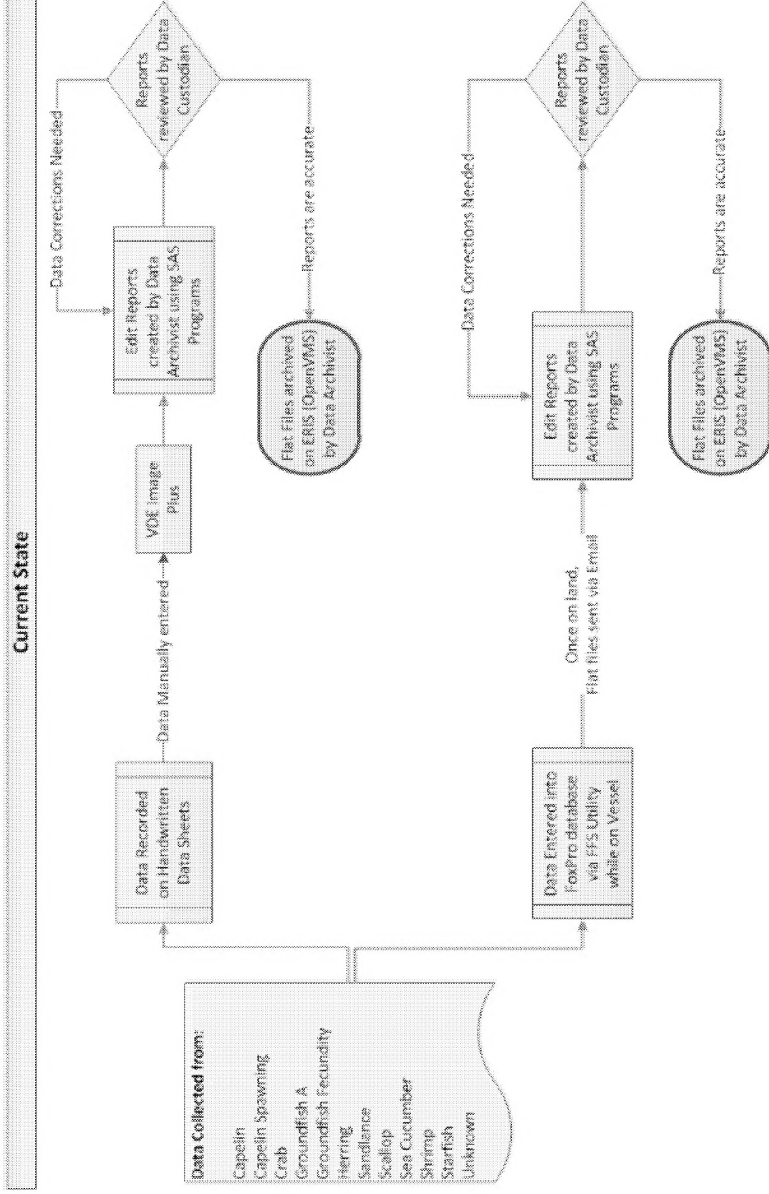 Current State
Data Collected from:
Capelin
Capelin Spawning
Crab
Groundfish A
Groundfish Fecundity
Herring
Sandlance
Scallop
Sea Cucumber
Shrimp
Starfish
Unknown
Data Recorded
on Handwritten
Data Sheets
Data Manually entered
VDE Image
Plus
Edit Reports
created by Data
Archivist using SAS
Programs
Data Corrections Needed
Reports
reviewed by Data
Custodian
Reports are accurate
Flat Files archived
on ERIS (OpenVMS)
by Data Archivist
Data Entered into
FoxPro database
via FFS Utility
while on Vessel
Once on land,
Flat files sent via Email
Edit Reports
created by Data
Archivist using SAS
Programs
Data Corrections Needed
Reports
reviewed by Data
Custodian
Reports are accurate
Flat Files archived
on ERIS (OpenVMS)
by Data Archivist